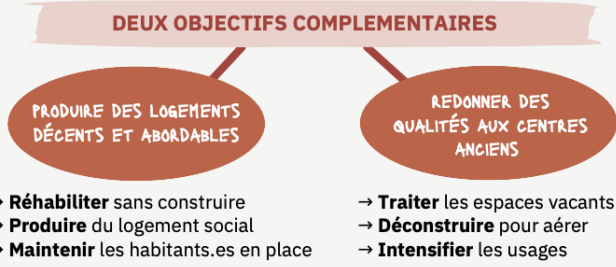 DEUX OBJECTIFS COMPLEMENTAIRES
PRODUIRE DES LOGEMENTS
DÉCENTS ET ABORDABLES
→ Réhabiliter sans construire
→ Produire du logement social
→ Maintenir les habitants.es en place
REDONNER DES
QUALITÉS AUX CENTRES
ANCIENS
→ Traiter les espaces vacants
→ Déconstruire pour aérer
→ Intensifier les usages